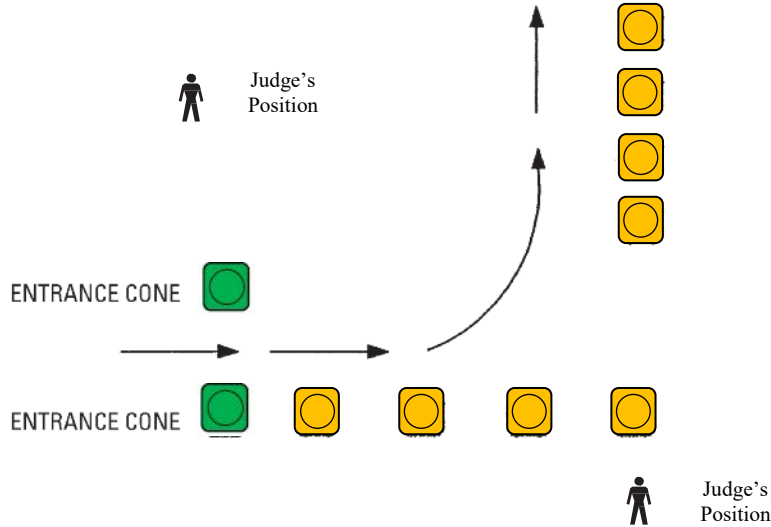 Judge's
Position
ENTRANCE CONE
ENTRANCE CONE
Judge's
Position